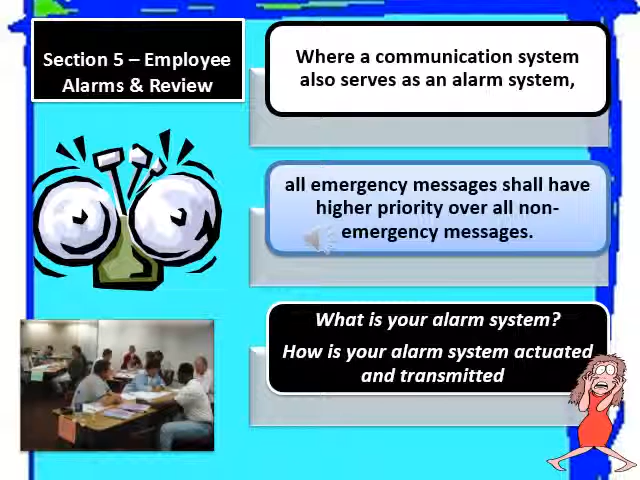 Section 5 – Employee
Alarms & Review
Where a communication system
also serves as an alarm system,
all emergency messages shall have
higher priority over all non-
emergency messages.
What is your alarm system?
How is your alarm system actuated
and transmitted